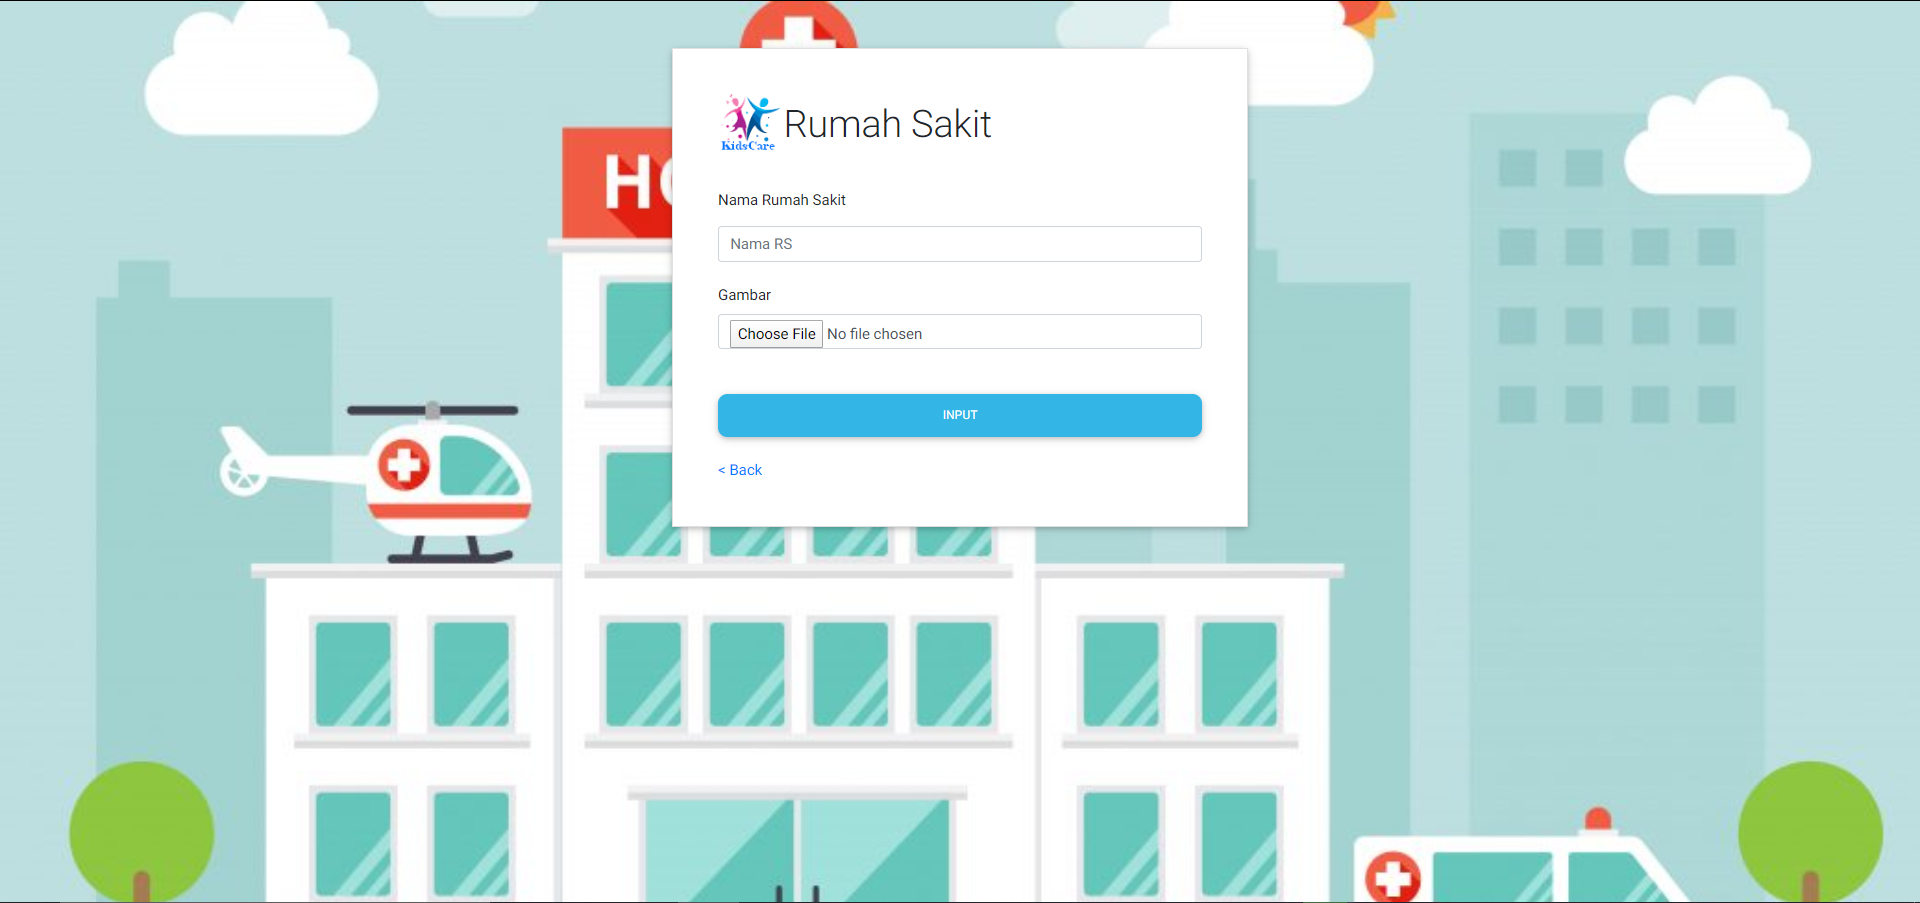 KidsCare
Rumah Sakit
Nama Rumah Sakit
Nama RS
Gambar
Choose File No file chosen
INPUT
< Back